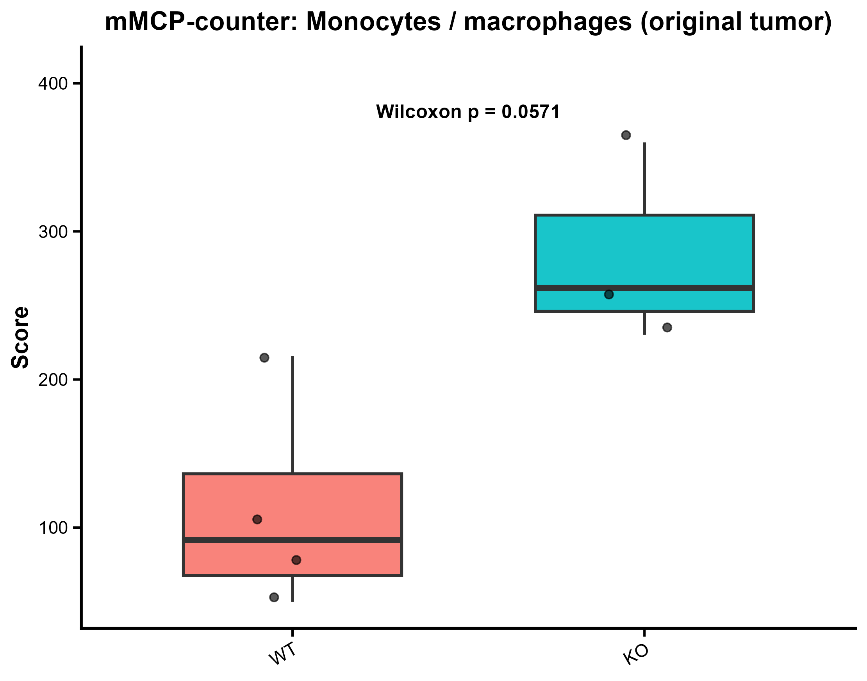 mMCP-counter: Monocytes / macrophages (original tumor)
Wilcoxon p = 0.0571
Score
400
300
200
100
WT
KO